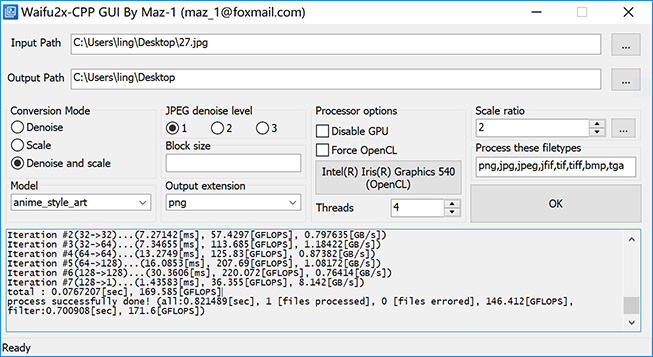 Waifu2x-CPP GUI By Maz-1 (maz_1@foxmail.com)
Input Path C:\Users\ling\Desktop\27.jpg ...
Output Path C:\Users\ling\Desktop ...
Conversion Mode
Denoise
Scale
Denoise and scale
Model
anime_style_art
JPEG denoise level
1 2 3
Block size
Output extension
png
Processor options
Disable GPU
Force OpenCL
Intel(R) Iris(R) Graphics 540
(OpenCL)
Threads 4
Scale ratio
2 ...
Process these filetypes
png,jpg,jpeg,jfif,tif,tiff,bmp,tga
OK
Iteration #2(32->32)...(7.27142[ms], 57.4297[GFLOPS], 0.797635[GB/s])
Iteration #3(32->64)...(7.34655[ms], 113.685[GFLOPS], 1.18422[GB/s])
Iteration #4(64->64)...(13.2749[ms], 125.83[GFLOPS], 0.87382[GB/s])
Iteration #5(64->128)...(16.0853[ms], 207.69[GFLOPS], 1.08172[GB/s])
Iteration #6(128->128)...(30.3606[ms], 220.072[GFLOPS], 0.76414[GB/s])
Iteration #7(128->1)...(1.43583[ms], 36.355[GFLOPS], 8.142[GB/s])
total : 0.0767207[sec], 169.585[GFLOPS]
process successfully done! (all:0.821489[sec], 1 [files processed], 0 [files errored], 146.412[GFLOPS],
filter:0.700908[sec], 171.6[GFLOPS])
Ready